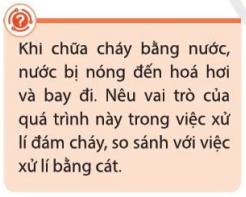 Khi chữa cháy bằng nước,
nước bị nóng đến hoá hơi
và bay đi. Nêu vai trò của
quá trình này trong việc xử
lí đám cháy, so sánh với việc
xử lí bằng cát.